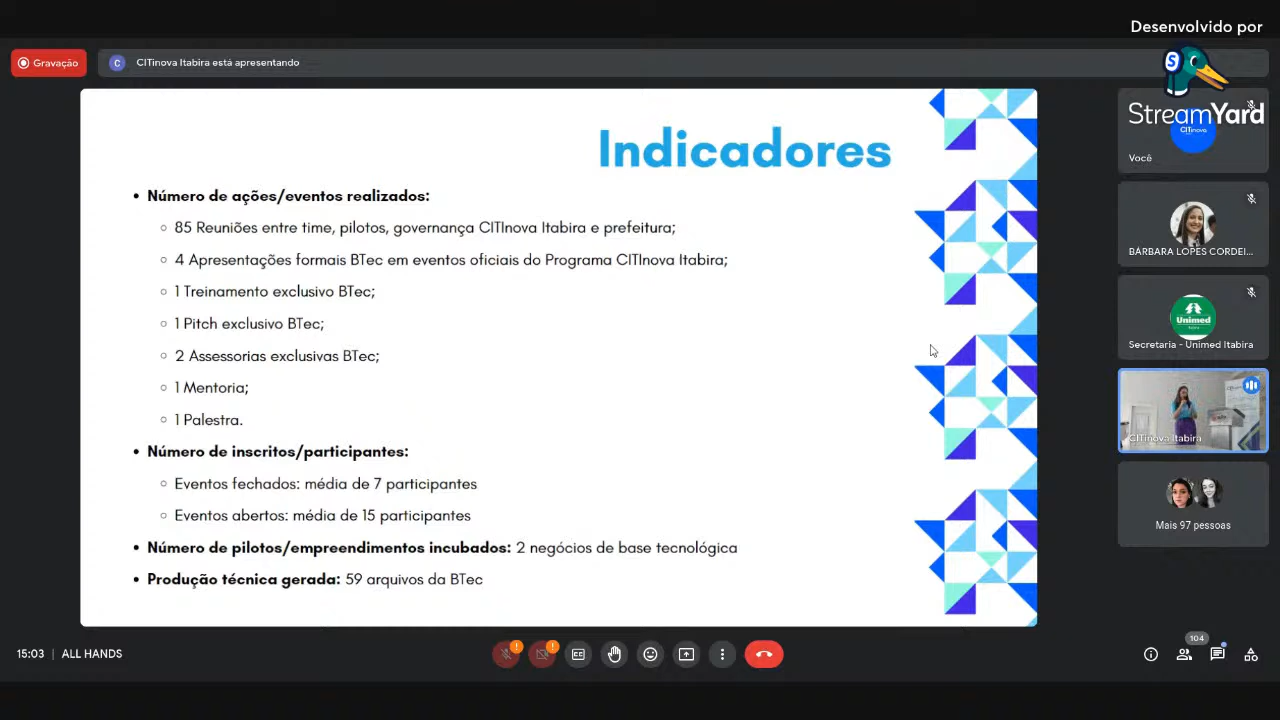 Desenvolvido por
StreamYard
Gravação
C CITinova Itabira está apresentando
Indicadores
• Número de ações/eventos realizados:
○ 85 Reuniões entre time, pilotos, governança CITInova Itabira e prefeitura;
○ 4 Apresentações formais BTec em eventos oficiais do Programa CITInova Itabira;
○ 1 Treinamento exclusivo BTec;
○ 1 Pitch exclusivo BTec;
○ 2 Assessorias exclusivas BTec;
○ 1 Mentoria;
○ 1 Palestra.
• Número de inscritos/participantes:
○ Eventos fechados: média de 7 participantes
○ Eventos abertos: média de 15 participantes
• Número de pilotos/empreendimentos incubados: 2 negócios de base tecnológica
• Produção técnica gerada: 59 arquivos da BTec
CITinova
Você
BÁRBARA LOPES CORDEI...
Unimed
Secretaria - Unimed Itabira
CITinova Itabira
Mais 97 pessoas
15:03 | ALL HANDS
104